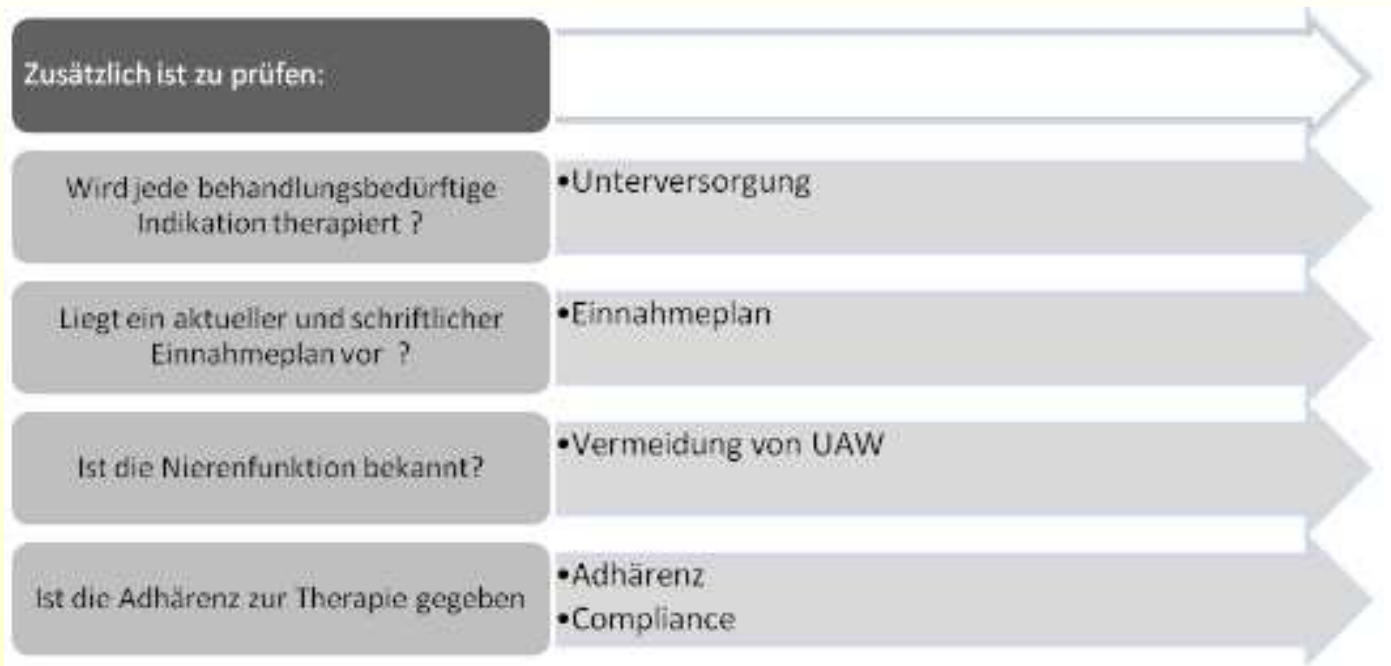 Zusätzlich ist zu prüfen:
Wird jede behandlungsbedürftige
Indikation therapiert ?
•Unterversorgung
Liegt ein aktueller und schriftlicher
Einnahmeplan vor ?
•Einnahmeplan
Ist die Nierenfunktion bekannt?
•Vermeidung von UAW
Ist die Adhärenz zur Therapie gegeben
•Adhärenz
•Compliance